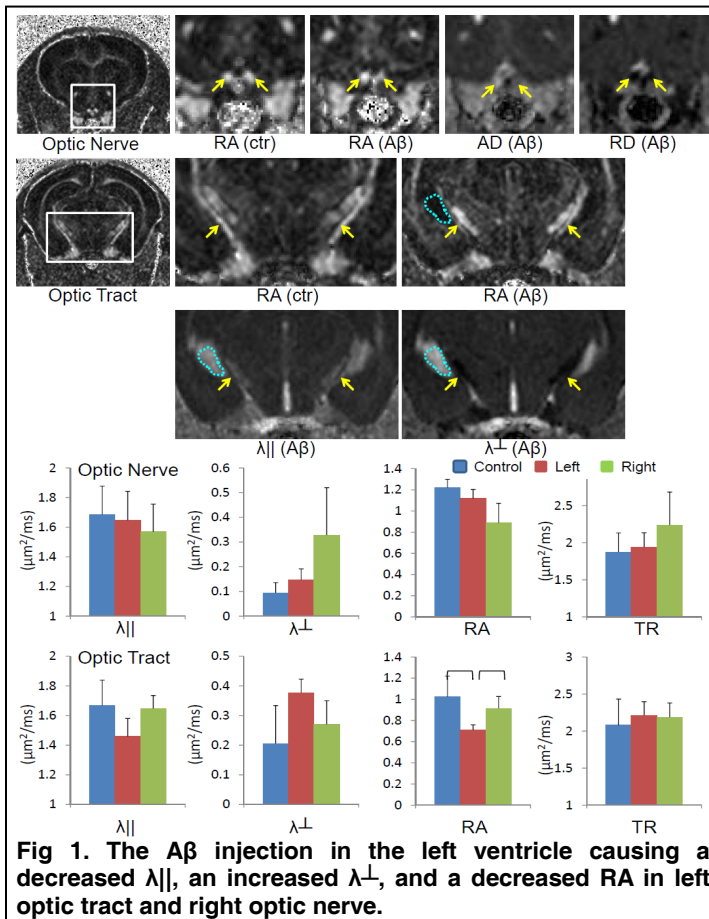 Optic Nerve
RA (ctr)
RA (Aβ)
AD (Aβ)
RD (Aβ)
Optic Tract
RA (ctr)
RA (Aβ)
λ|| (Aβ)
λ⊥ (Aβ)
Optic Nerve
Control Left Right
(µm²/ms)
2
1.8
1.6
1.4
1.2
1
λ||
(µm²/ms)
0.6
0.5
0.4
0.3
0.2
0.1
0
λ⊥
1.4
1.2
1
0.8
0.6
0.4
0.2
0
RA
(µm²/ms)
2.5
2
1.5
1
TR
Optic Tract
(µm²/ms)
2
1.8
1.6
1.4
1.2
1
λ||
(µm²/ms)
0.5
0.4
0.3
0.2
0.1
0
λ⊥
1.4
1.2
1
0.8
0.6
0.4
0.2
0
RA
(µm²/ms)
3
2.5
2
1.5
1
TR
Fig 1. The Aβ injection in the left ventricle causing a
decreased λ||, an increased λ⊥, and a decreased RA in left
optic tract and right optic nerve.